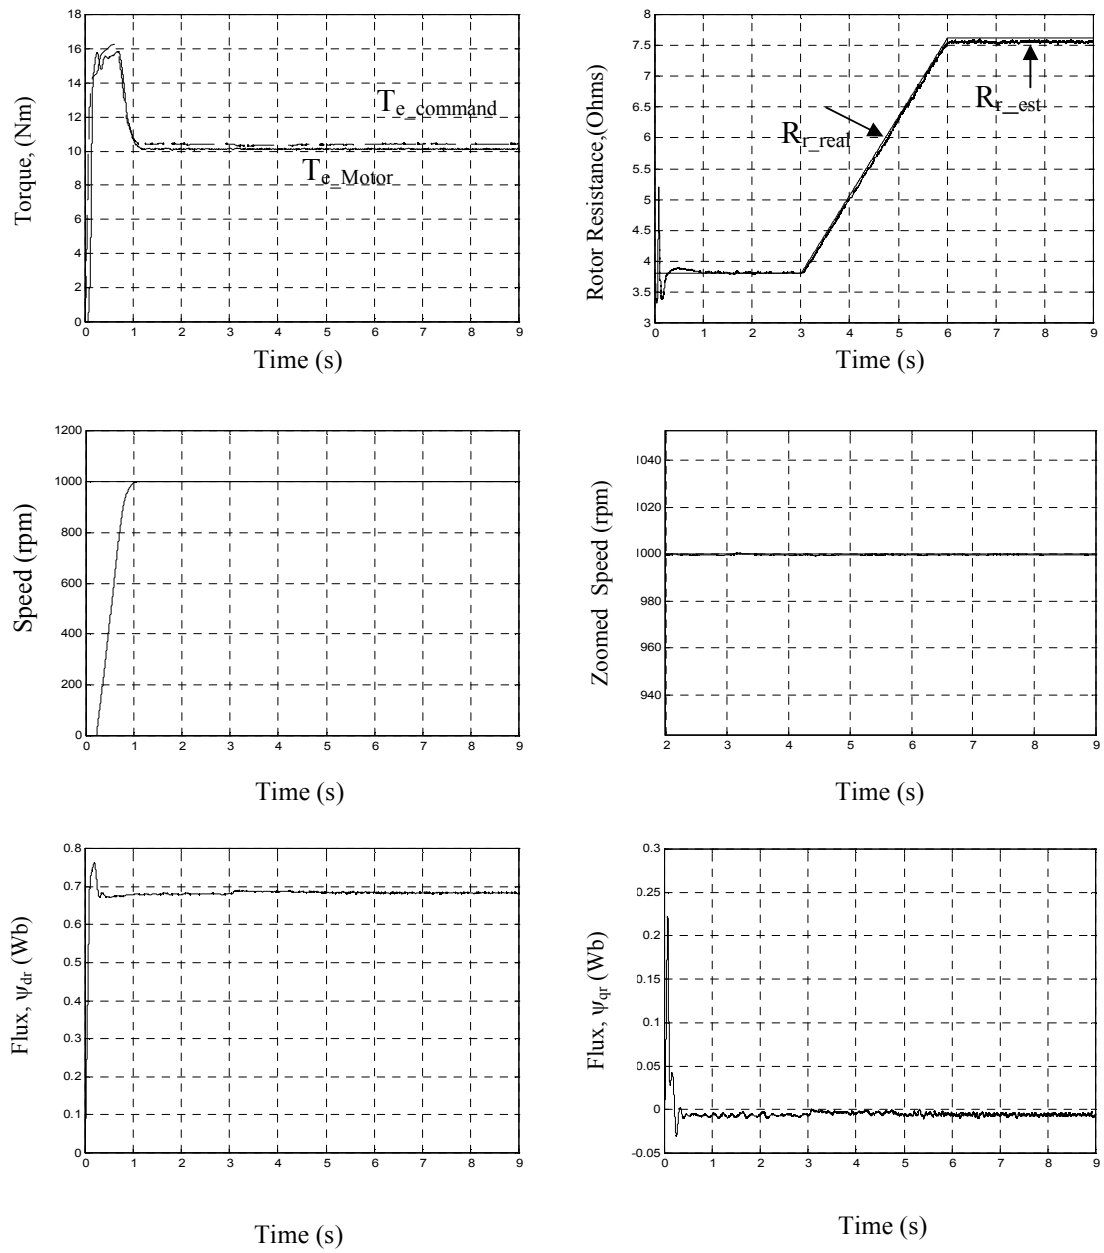 18
16
14
12
10
8
6
4
2
0
Torque, (Nm)
T e_command
T e_Motor
0 1 2 3 4 5 6 7 8 9
Time (s)
8
7.5
7
6.5
6
5.5
5
4.5
4
3.5
3
Rotor Resistance,(Ohms)
R r_real
R r_est
0 1 2 3 4 5 6 7 8 9
Time (s)
1200
1000
800
600
400
200
0
Speed (rpm)
0 1 2 3 4 5 6 7 8 9
Time (s)
1040
1020
1000
980
960
940
Zoomed Speed (rpm)
2 3 4 5 6 7 8 9
Time (s)
0.8
0.7
0.6
0.5
0.4
0.3
0.2
0.1
0
Flux, ψdr (Wb)
0 1 2 3 4 5 6 7 8 9
Time (s)
0.3
0.25
0.2
0.15
0.1
0.05
0
-0.05
Flux, ψqr (Wb)
0 1 2 3 4 5 6 7 8 9
Time (s)